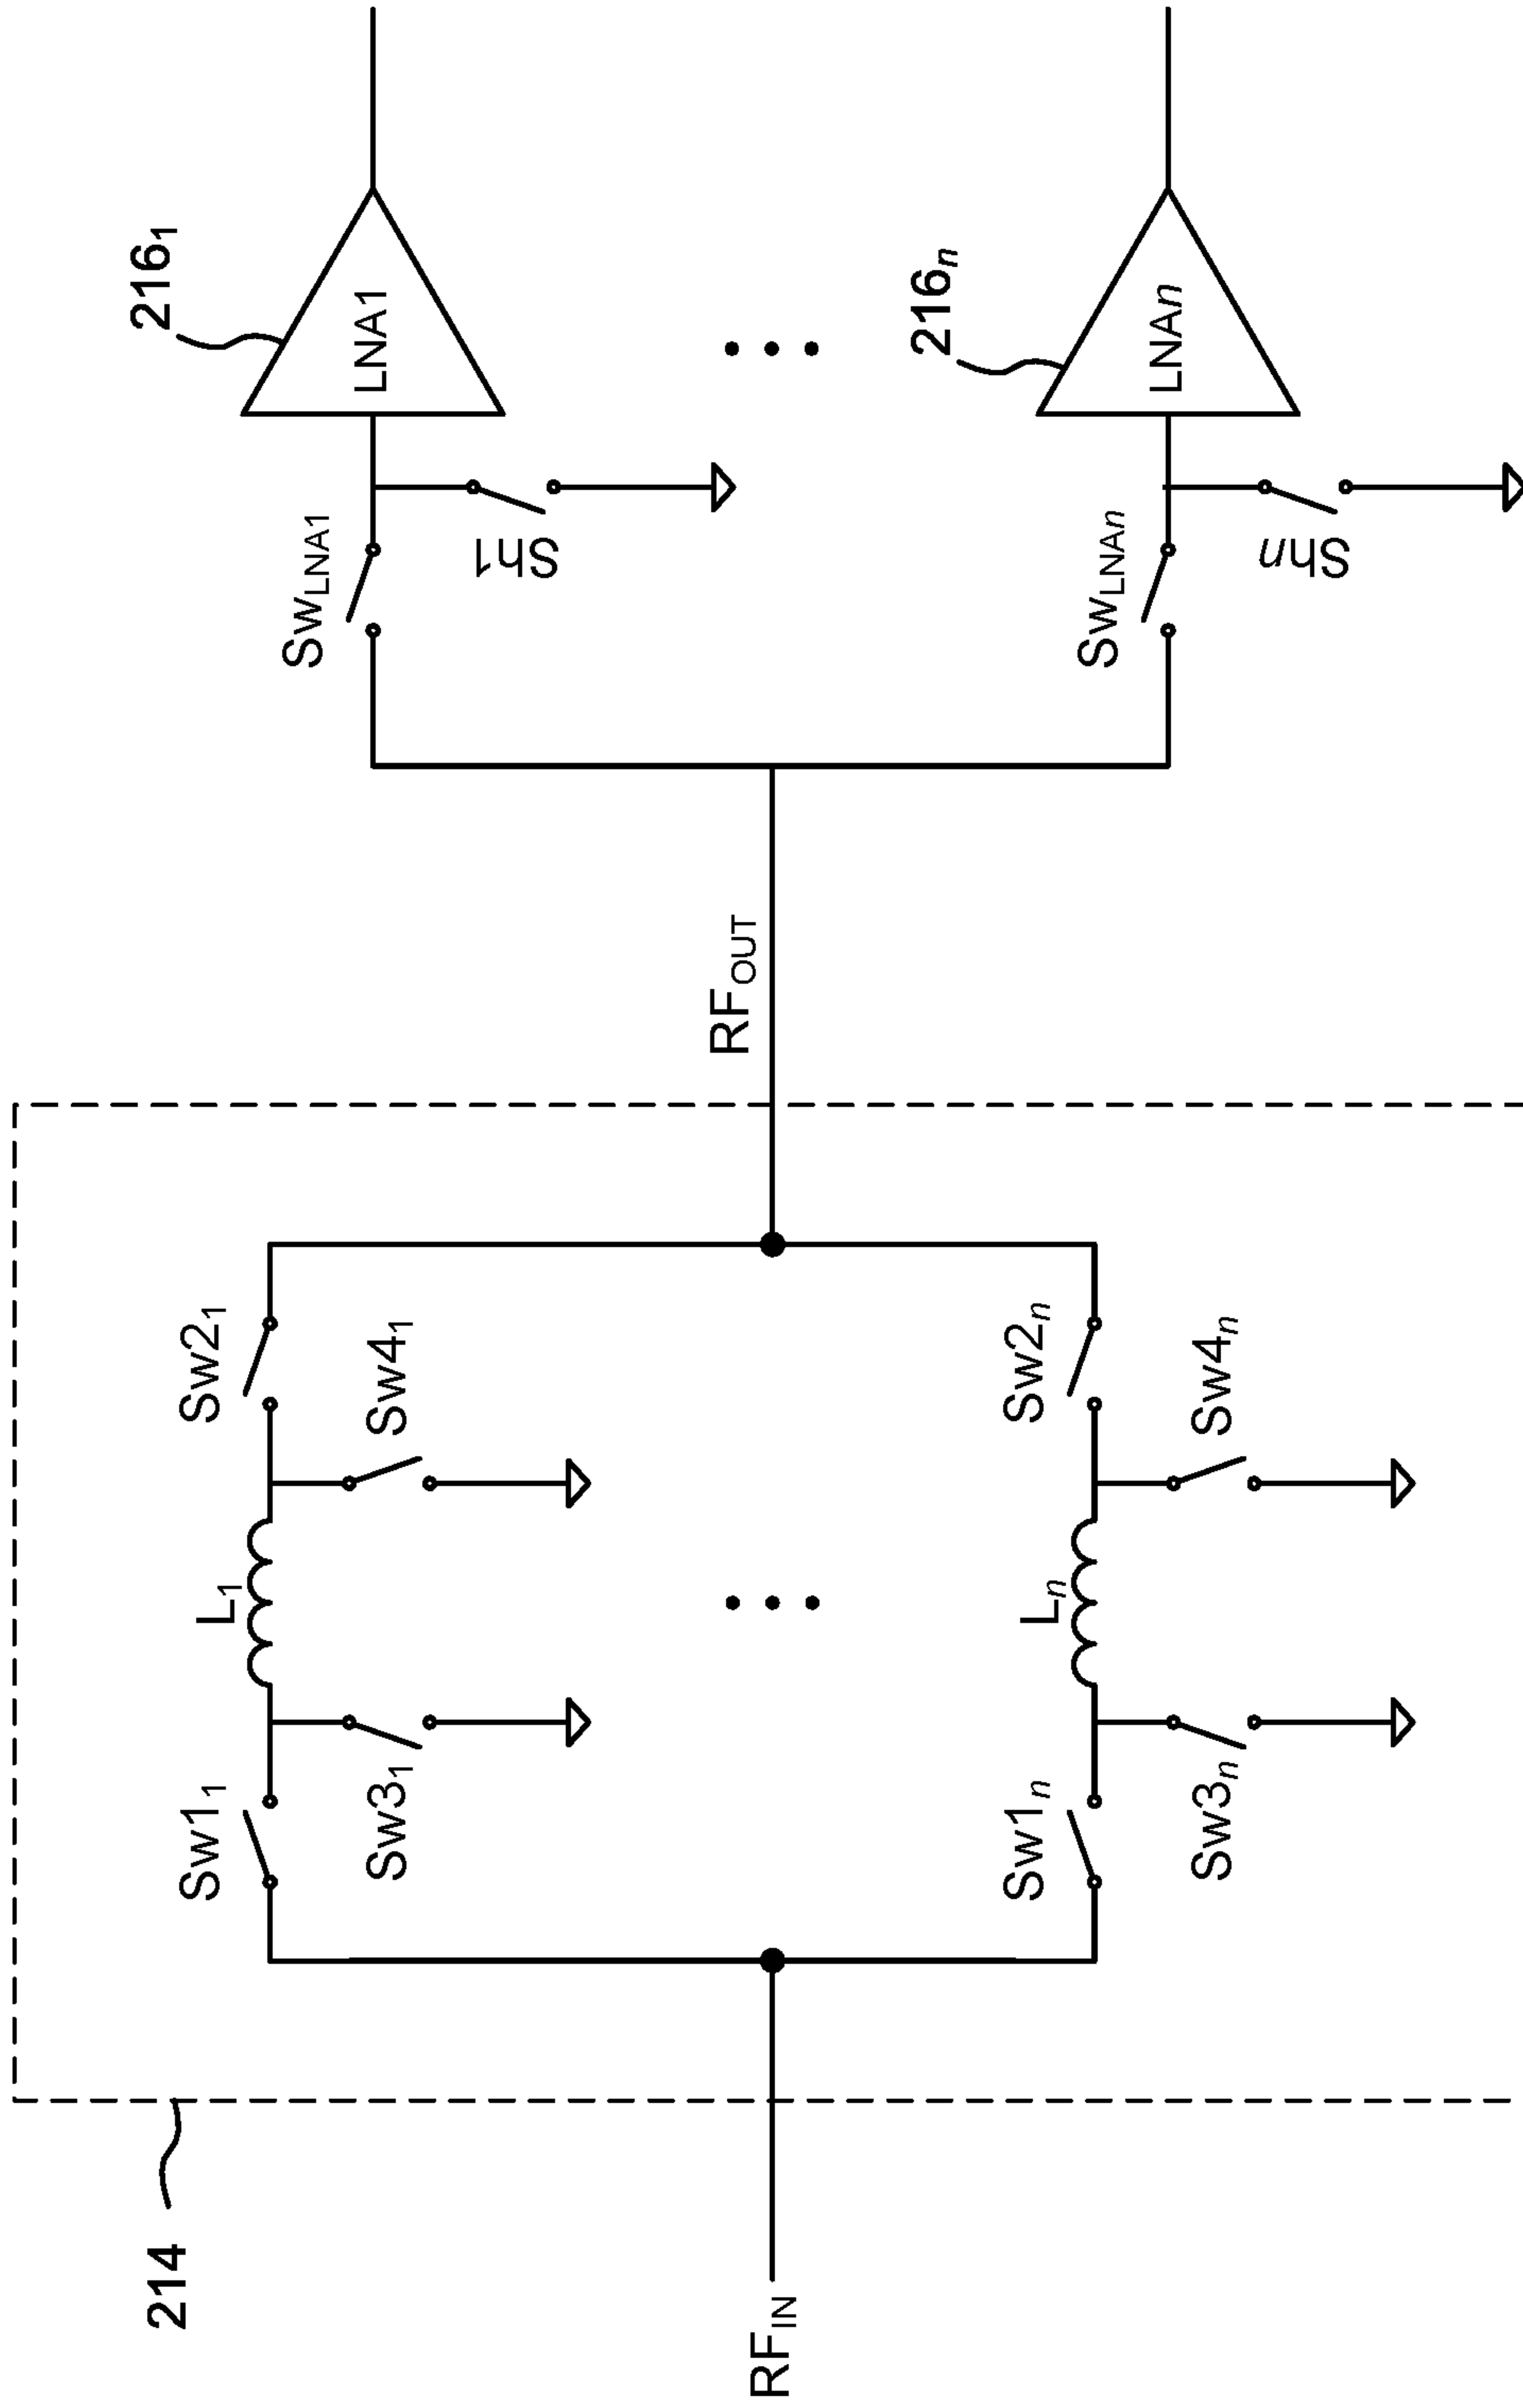 214
RF_IN
Sw1₁
L₁
Sw2₁
Sw3₁
Sw4₁
Sw1ₙ
Lₙ
Sw2ₙ
Sw3ₙ
Sw4ₙ
RF_OUT
Sw_LNA1
Sh1
LNA1
216₁
Sw_LNAn
Shn
LNAn
216ₙ